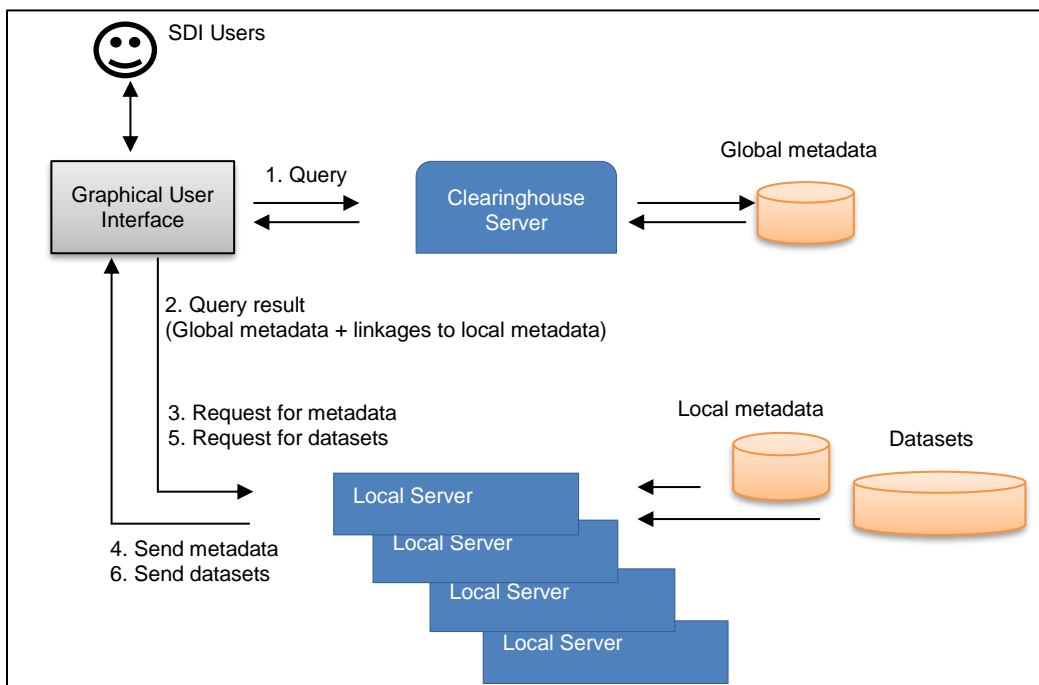 SDI Users
Graphical User
Interface
1. Query
Clearinghouse
Server
Global metadata
2. Query result
(Global metadata + linkages to local metadata)
3. Request for metadata
5. Request for datasets
Local metadata
Datasets
Local Server
Local Server
Local Server
Local Server
4. Send metadata
6. Send datasets